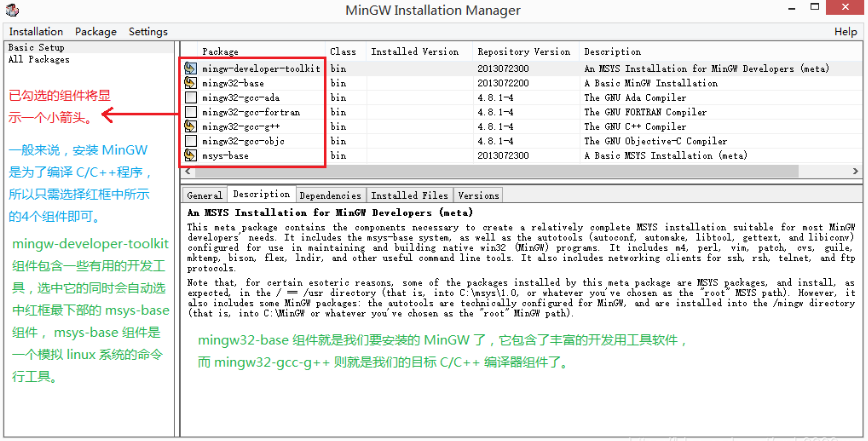 MinGW Installation Manager
Installation Package Settings Help
Basic Setup
All Packages
已勾选的组件将显
示一个小箭头。
一般来说，安装 MinGW
是为了编译 C/C++程序，
所以只需选择红框中所示
的4个组件即可。
mingw-developer-toolkit
组件包含一些有用的开发工
具，选中它的同时会自动选
中红框最下部的 msys-base
组件， msys-base 组件是
一个模拟 linux 系统的命令
行工具。
Package Class Installed Version Repository Version Description
mingw-developer-toolkit bin 2013072300 An MSYS Installation for MinGW Developers (meta)
mingw32-base bin 2013072200 A Basic MinGW Installation
mingw32-gcc-ada bin 4.8.1-4 The GNU Ada Compiler
mingw32-gcc-fortran bin 4.8.1-4 The GNU FORTRAN Compiler
mingw32-gcc-g++ bin 4.8.1-4 The GNU C++ Compiler
mingw32-gcc-objc bin 4.8.1-4 The GNU Objective-C Compiler
msys-base bin 2013072300 A Basic MSYS Installation (meta)
General Description Dependencies Installed Files Versions
An MSYS Installation for MinGW Developers (meta)
This meta package contains the components necessary to create a relatively complete MSYS installation suitable for most MinGW
developers' needs. It includes the msys-base system, as well as the autotools (autoconf, automake, libtool, gettext, and libiconv)
configured for use in maintaining and building native win32 (MinGW) programs. It includes m4, perl, vim, patch, cvs, guile,
mktemp, bison, flex, lndir, and other useful command line tools. It also includes networking clients for ssh, rsh, telnet, and ftp
protocols.
Note that, for certain esoteric reasons, some of the packages installed by this meta package are MSYS packages, and install, as
expected, in the / == /usr directory (that is, into C:\msys\1.0, or whatever you've chosen as the "root" MSYS path). However, it
also includes some MinGW packages: the autotools are technically configured for MinGW, and are installed into the /mingw directory
(that is, into C:\MinGW or whatever you've chosen as the "root" MinGW path).
mingw32-base 组件就是我们要安装的 MinGW 了，它包含了丰富的开发用工具软件，
而 mingw32-gcc-g++ 则就是我们的目标 C/C++ 编译器组件了。